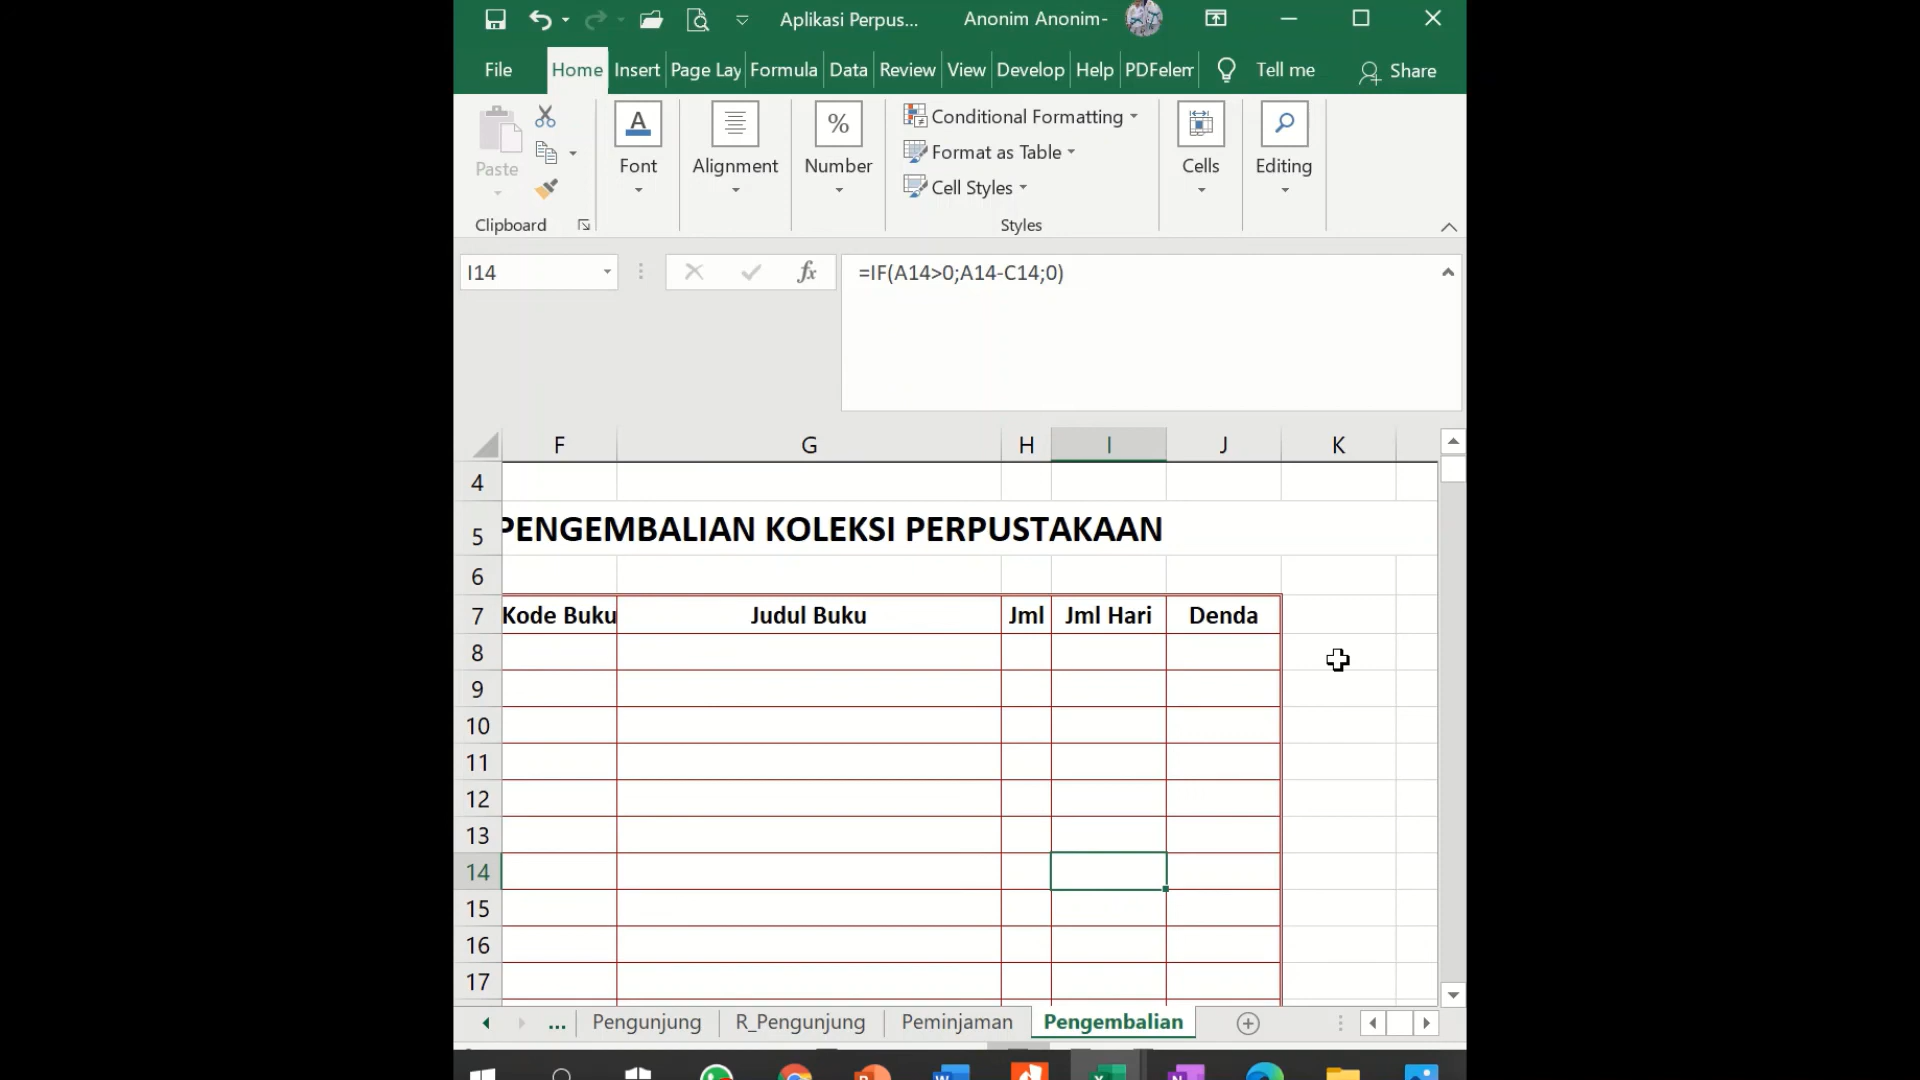 Aplikasi Perpus... Anonim Anonim-
File Home Insert Page Lay Formula Data Review View Develop Help PDFelem Tell me Share
Paste Font Alignment Number Conditional Formatting Format as Table Cell Styles Cells Editing
Clipboard Styles
I14 fx =IF(A14>0;A14-C14;0)
F G H I J K
4
5 PENGEMBALIAN KOLEKSI PERPUSTAKAAN
6
7 Kode Buku Judul Buku Jml Jml Hari Denda
8
9
10
11
12
13
14
15
16
17
... Pengunjung R_Pengunjung Peminjaman Pengembalian